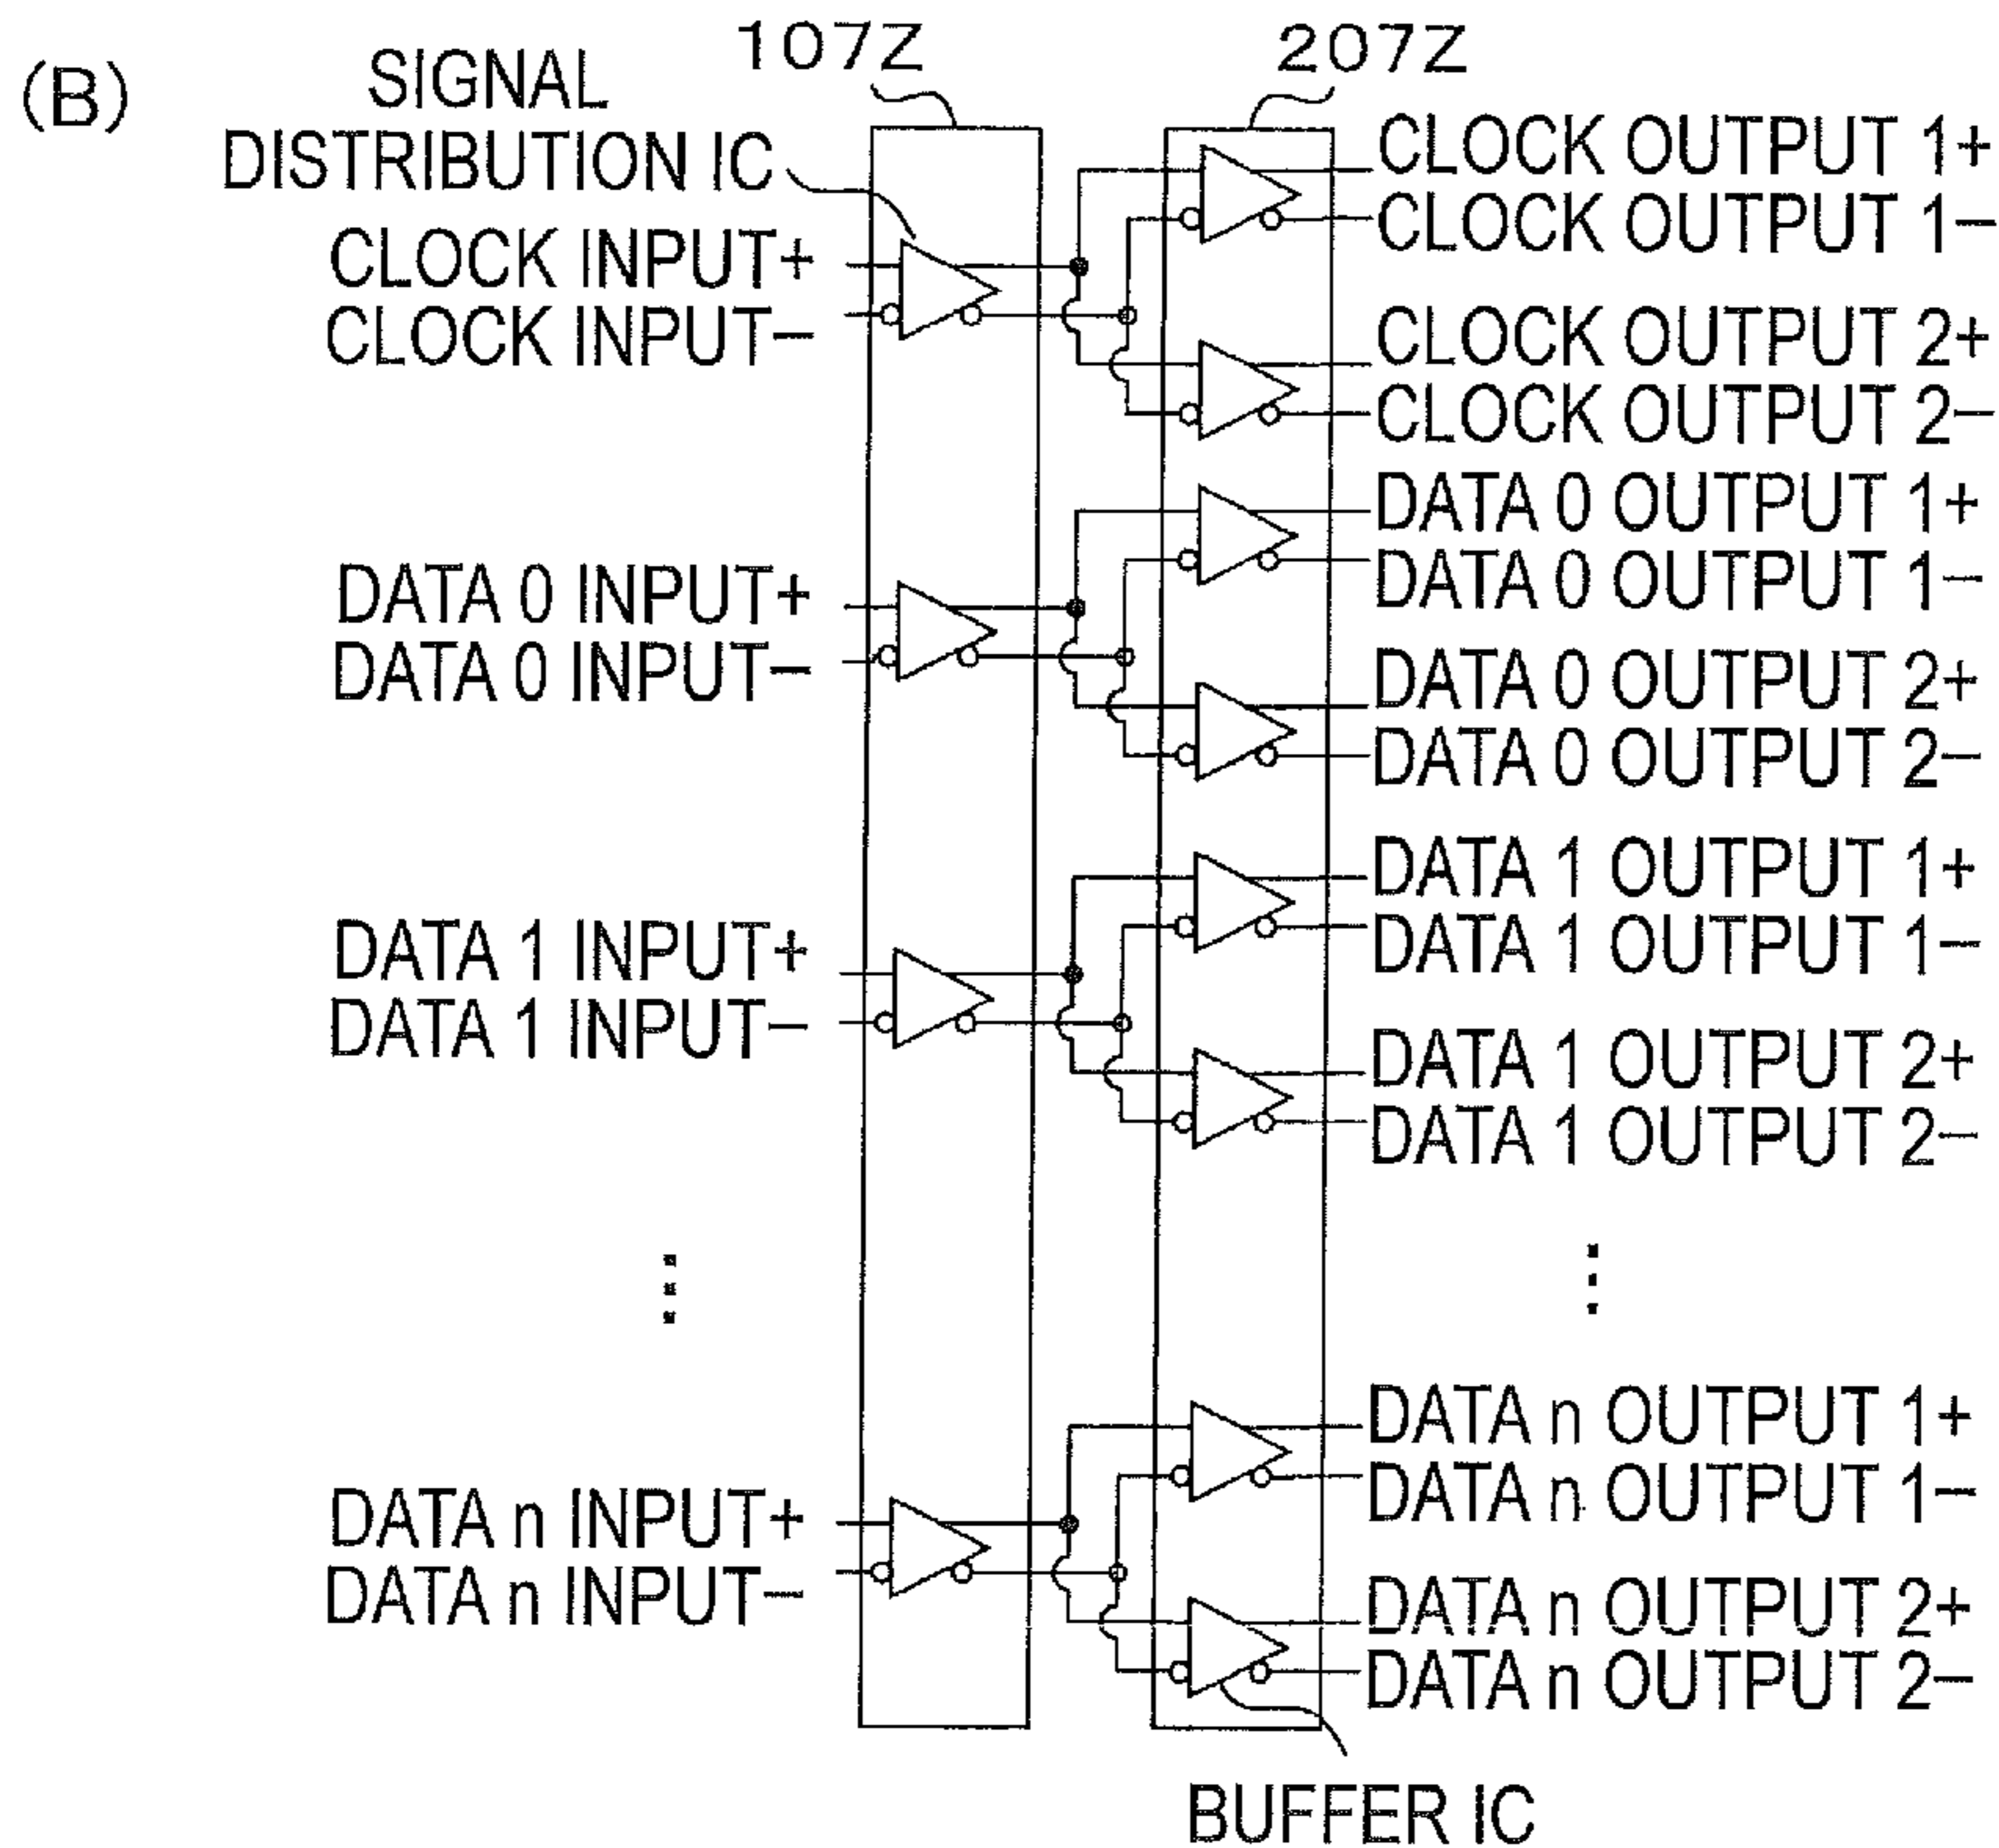 (B)
107Z
207Z
SIGNAL
DISTRIBUTION IC
CLOCK INPUT+
CLOCK INPUT−
DATA 0 INPUT+
DATA 0 INPUT−
DATA 1 INPUT+
DATA 1 INPUT−
⋮
DATA n INPUT+
DATA n INPUT−
CLOCK OUTPUT 1+
CLOCK OUTPUT 1−
CLOCK OUTPUT 2+
CLOCK OUTPUT 2−
DATA 0 OUTPUT 1+
DATA 0 OUTPUT 1−
DATA 0 OUTPUT 2+
DATA 0 OUTPUT 2−
DATA 1 OUTPUT 1+
DATA 1 OUTPUT 1−
DATA 1 OUTPUT 2+
DATA 1 OUTPUT 2−
⋮
DATA n OUTPUT 1+
DATA n OUTPUT 1−
DATA n OUTPUT 2+
DATA n OUTPUT 2−
BUFFER IC